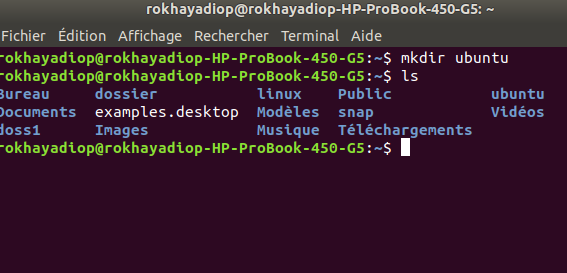 rokhayadiop@rokhayadiop-HP-ProBook-450-G5: ~
Fichier Édition Affichage Rechercher Terminal Aide
rokhayadiop@rokhayadiop-HP-ProBook-450-G5:~$ mkdir ubuntu
rokhayadiop@rokhayadiop-HP-ProBook-450-G5:~$ ls
Bureau dossier linux Public ubuntu
Documents examples.desktop Modèles snap Vidéos
doss1 Images Musique Téléchargements
rokhayadiop@rokhayadiop-HP-ProBook-450-G5:~$